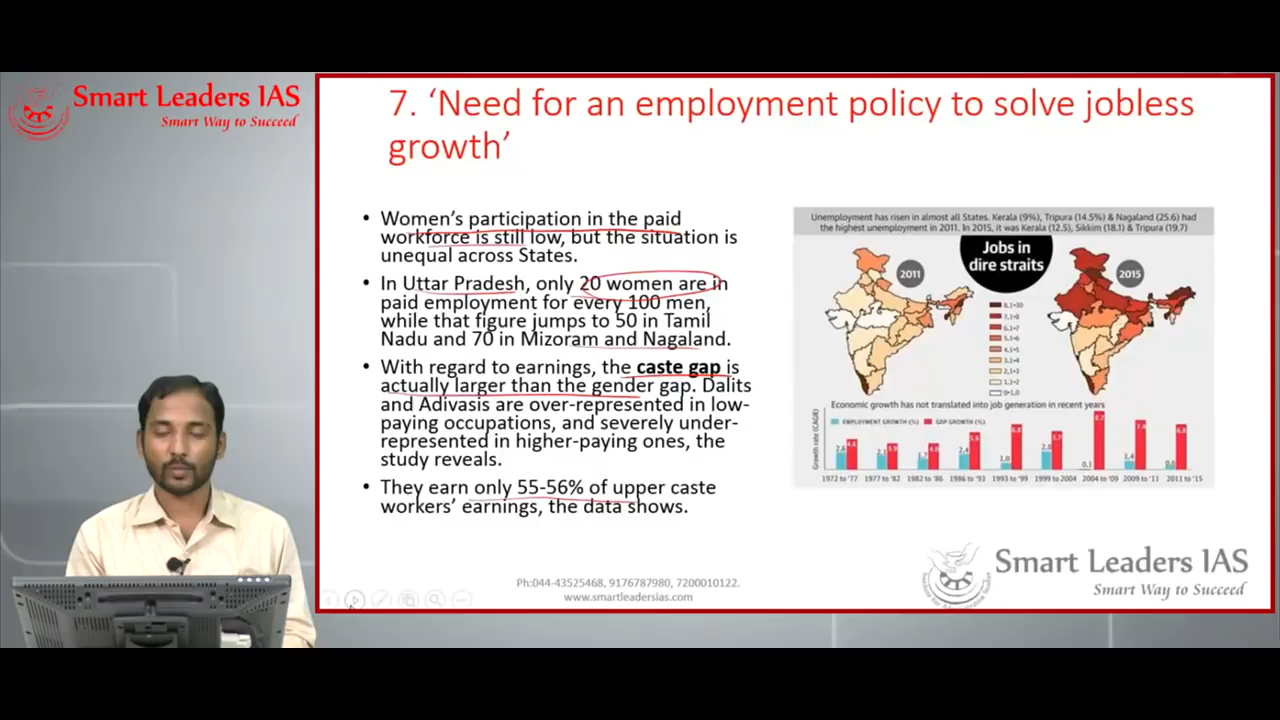 Smart Leaders IAS
Smart Way to Succeed
7. ‘Need for an employment policy to solve jobless
growth’
• Women’s participation in the paid
workforce is still low, but the situation is
unequal across States.
• In Uttar Pradesh, only 20 women are in
paid employment for every 100 men,
while that figure jumps to 50 in Tamil
Nadu and 70 in Mizoram and Nagaland.
• With regard to earnings, the caste gap is
actually larger than the gender gap. Dalits
and Adivasis are over-represented in low-
paying occupations, and severely under-
represented in higher-paying ones, the
study reveals.
• They earn only 55-56% of upper caste
workers’ earnings, the data shows.
Unemployment has risen in almost all States. Kerala (9%), Tripura (14.5%) & Nagaland (25.6) had
the highest unemployment in 2011. In 2015, it was Kerala (12.5), Sikkim (18.1) & Tripura (19.7)
Jobs in
dire straits
2011
2015
Economic growth has not translated into job generation in recent years
EMPLOYMENT GROWTH (%) GDP GROWTH (%)
Growth rate (CAGR)
1972 to '77 1977 to '82 1982 to '86 1986 to '93 1993 to '99 1999 to 2004 2004 to '09 2009 to '11 2011 to '15
Smart Leaders IAS
Smart Way to Succeed
Ph:044-43525468, 9176787980, 7200010122.
www.smartleadersias.com